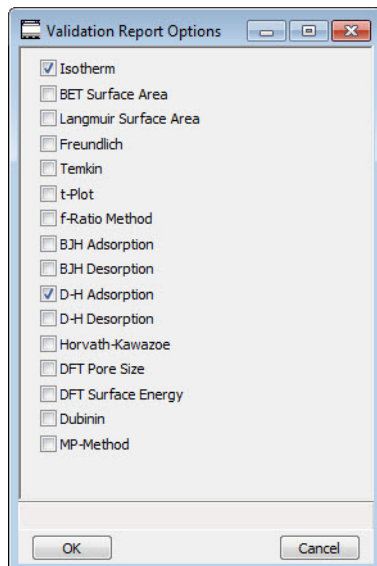 Validation Report Options
Isotherm
BET Surface Area
Langmuir Surface Area
Freundlich
Temkin
t-Plot
f-Ratio Method
BJH Adsorption
BJH Desorption
D-H Adsorption
D-H Desorption
Horvath-Kawazoe
DFT Pore Size
DFT Surface Energy
Dubinin
MP-Method
OK Cancel